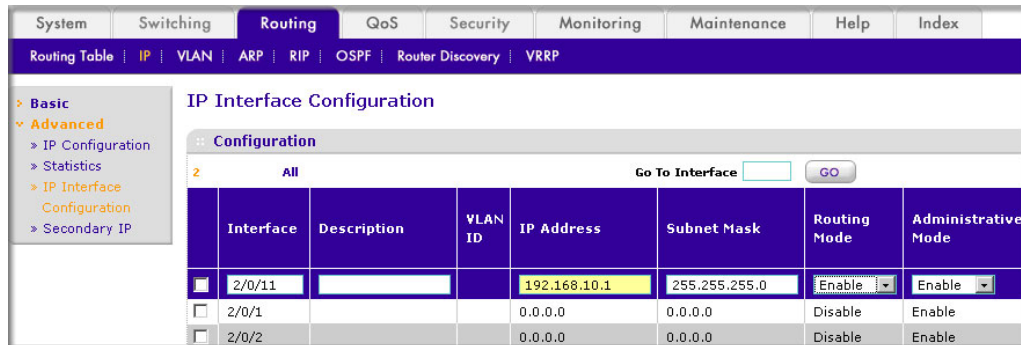 System Switching Routing QoS Security Monitoring Maintenance Help Index
Routing Table IP VLAN ARP RIP OSPF Router Discovery VRRP
Basic
Advanced
» IP Configuration
» Statistics
» IP Interface
Configuration
» Secondary IP
IP Interface Configuration
Configuration
2 All Go To Interface GO
Interface Description VLAN ID IP Address Subnet Mask Routing Mode Administrative Mode
2/0/11 192.168.10.1 255.255.255.0 Enable Enable
2/0/1 0.0.0.0 0.0.0.0 Disable Enable
2/0/2 0.0.0.0 0.0.0.0 Disable Enable